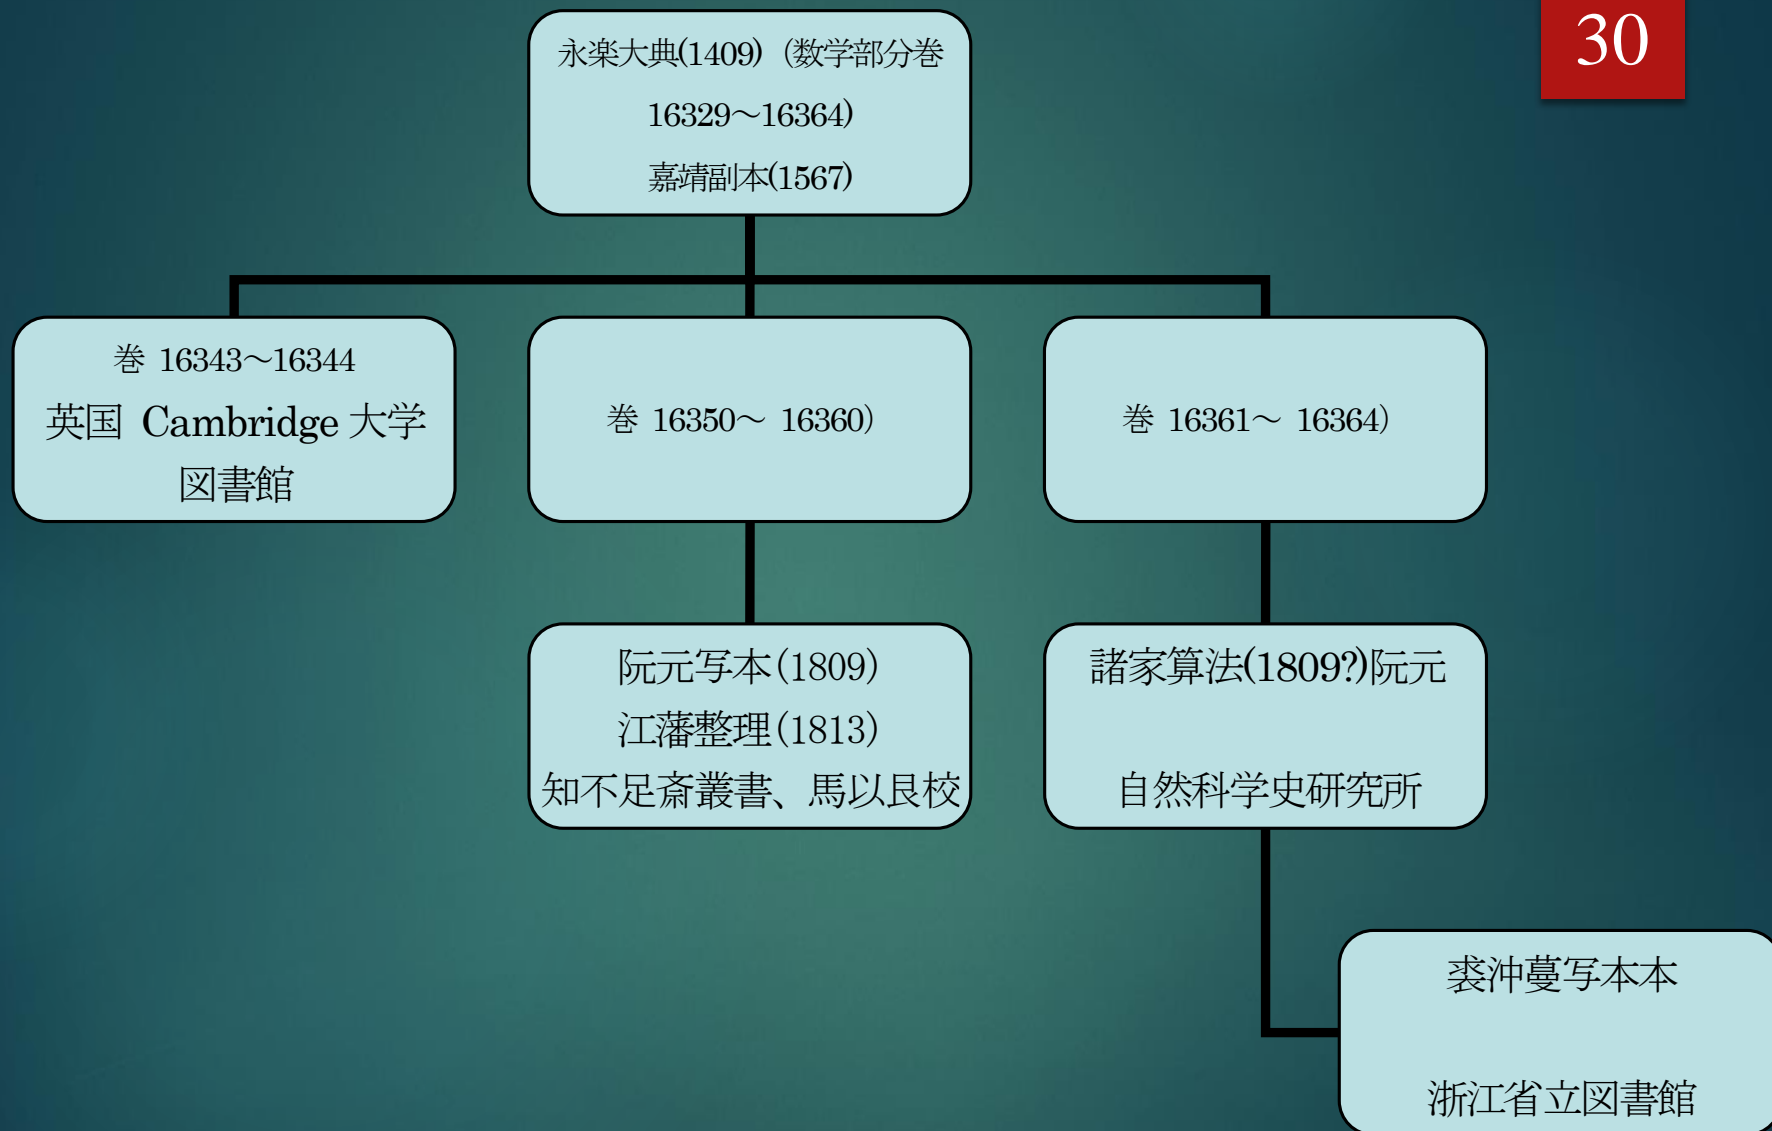 30
永楽大典(1409)（数学部分巻
16329～16364)
嘉靖副本(1567)
巻 16343～16344
英国 Cambridge 大学
図書館
巻 16350～ 16360）
巻 16361～ 16364）
阮元写本（1809）
江藩整理（1813）
知不足斎叢書、馬以艮校
諸家算法(1809?)阮元
自然科学史研究所
裘沖蔓写本本
浙江省立図書館